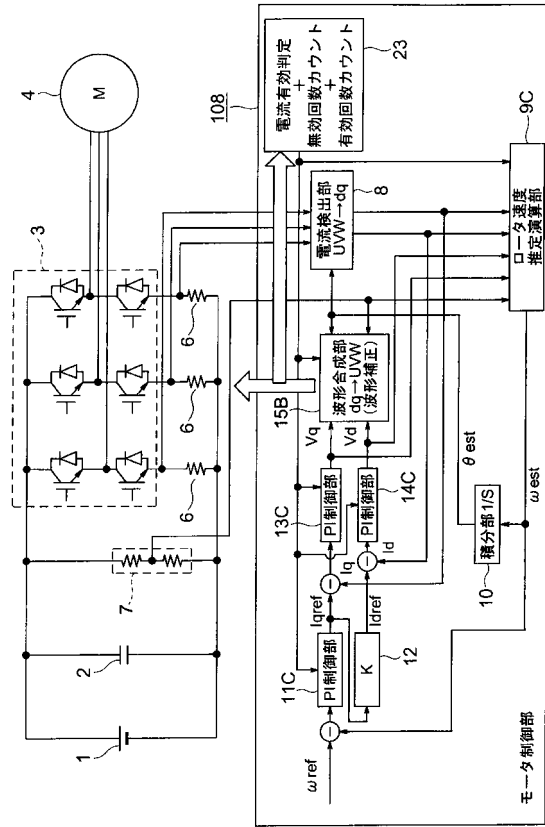 1
2
7
6
6
6
3
4
M
108
電流有効判定
+
無効回数カウント
+
有効回数カウント
23
電流検出部
UVW→dq
8
15B
波形合成部
dq→UVW
(波形補正)
Vq
Vd
13C
PI制御部
14C
PI制御部
Iq
Id
Iqref
Idref
11C
PI制御部
K
12
ωref
θest
ωest
積分部1/S
10
ロータ速度
推定演算部
9C
モータ制御部